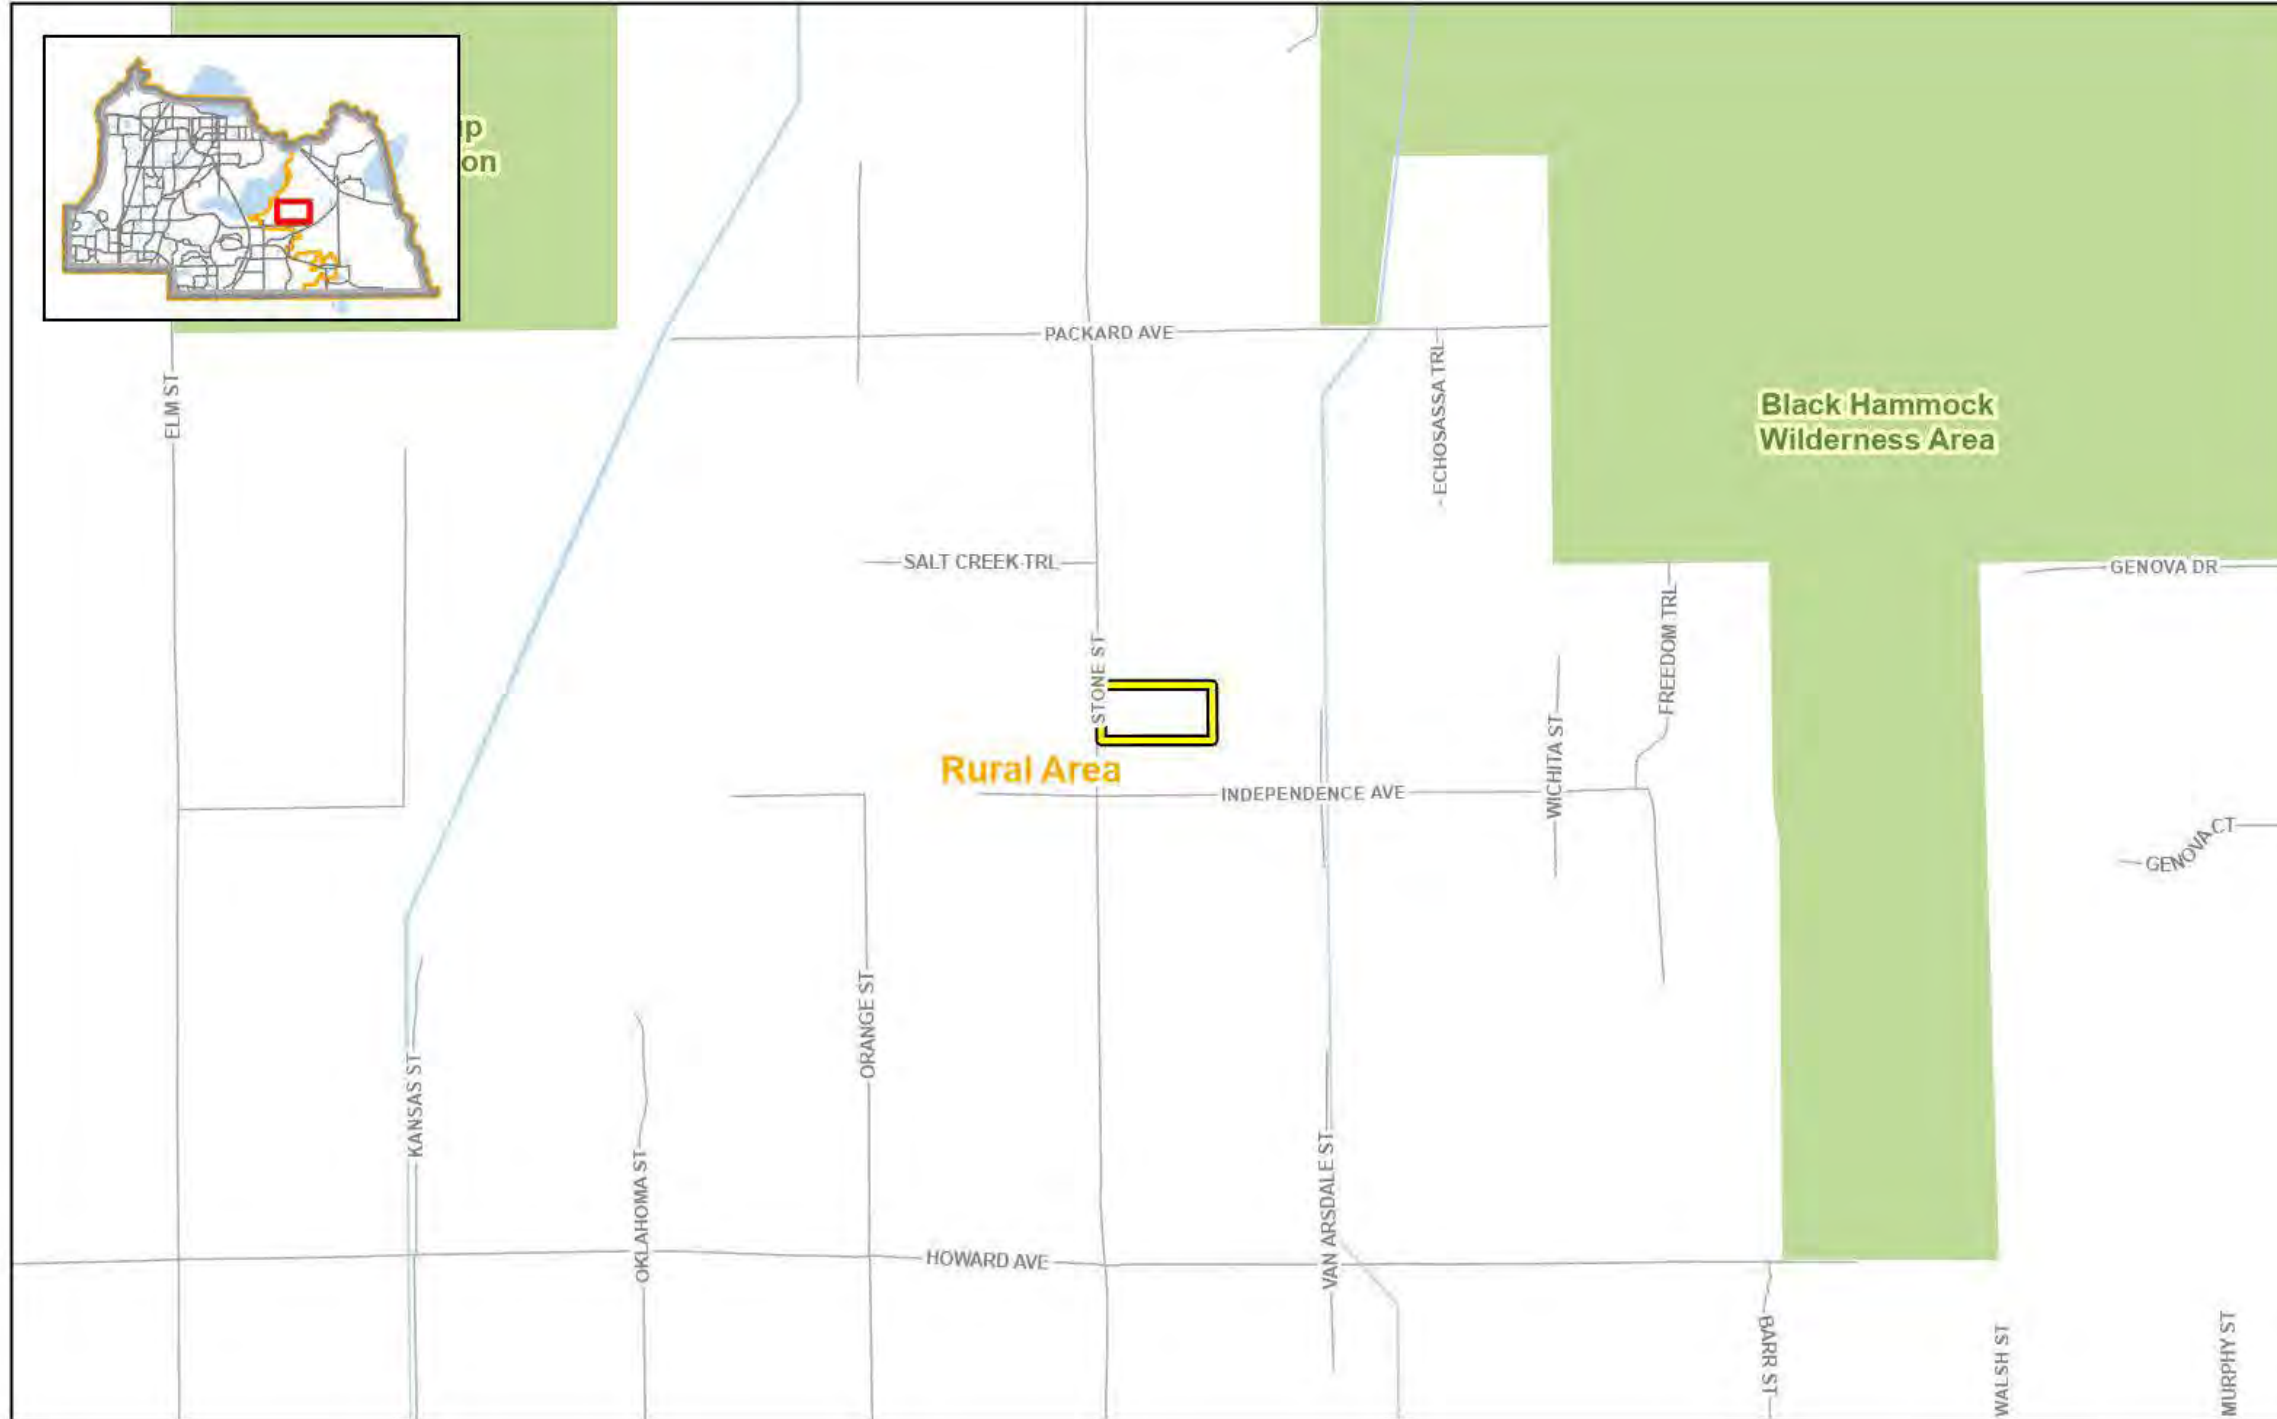 up
on
PACKARD AVE
ELM ST
ECHOSASSA TRL
Black Hammock
Wilderness Area
SALT CREEK TRL
GENOVA DR
FREEDOM TRL
STONE ST
WICHITA ST
Rural Area
INDEPENDENCE AVE
GENOVA CT
ORANGE ST
KANSAS ST
OKLAHOMA ST
VAN ARSDALE ST
HOWARD AVE
BARR ST
WALSH ST
MURPHY ST